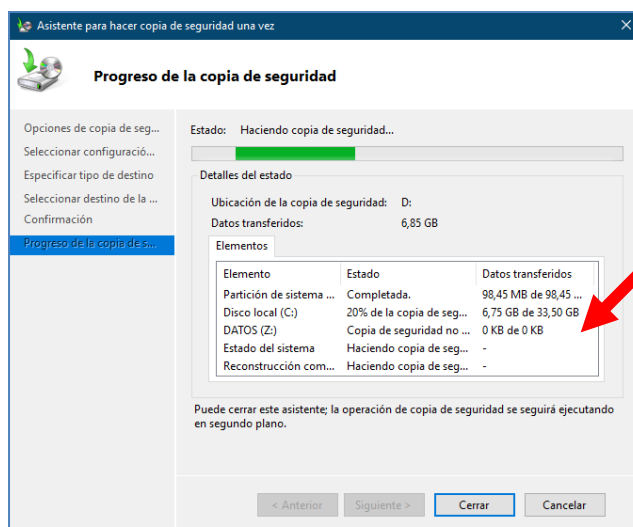 Asistente para hacer copia de seguridad una vez
Progreso de la copia de seguridad
Opciones de copia de seg...
Seleccionar configuració...
Especificar tipo de destino
Seleccionar destino de la ...
Confirmación
Progreso de la copia de s...
Estado: Haciendo copia de seguridad...
Detalles del estado
Ubicación de la copia de seguridad: D:
Datos transferidos: 6,85 GB
Elementos
Elemento Estado Datos transferidos
Partición de sistema ... Completada. 98,45 MB de 98,45 ...
Disco local (C:) 20% de la copia de seg... 6,75 GB de 33,50 GB
DATOS (Z:) Copia de seguridad no ... 0 KB de 0 KB
Estado del sistema Haciendo copia de seg... -
Reconstrucción com... Haciendo copia de seg... -
Puede cerrar este asistente; la operación de copia de seguridad se seguirá ejecutando
en segundo plano.
< Anterior Siguiente > Cerrar Cancelar